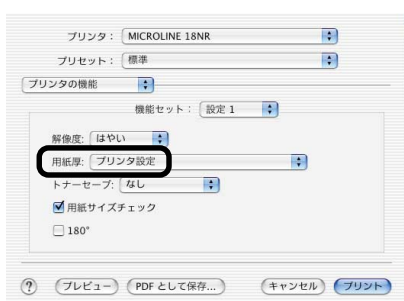 プリンタ： MICROLINE 18NR
プリセット： 標準
プリンタの機能
機能セット： 設定 1
解像度: はやい
用紙厚: プリンタ設定
トナーセーブ: なし
用紙サイズチェック
180°
? プレビュー PDF として保存... キャンセル プリント